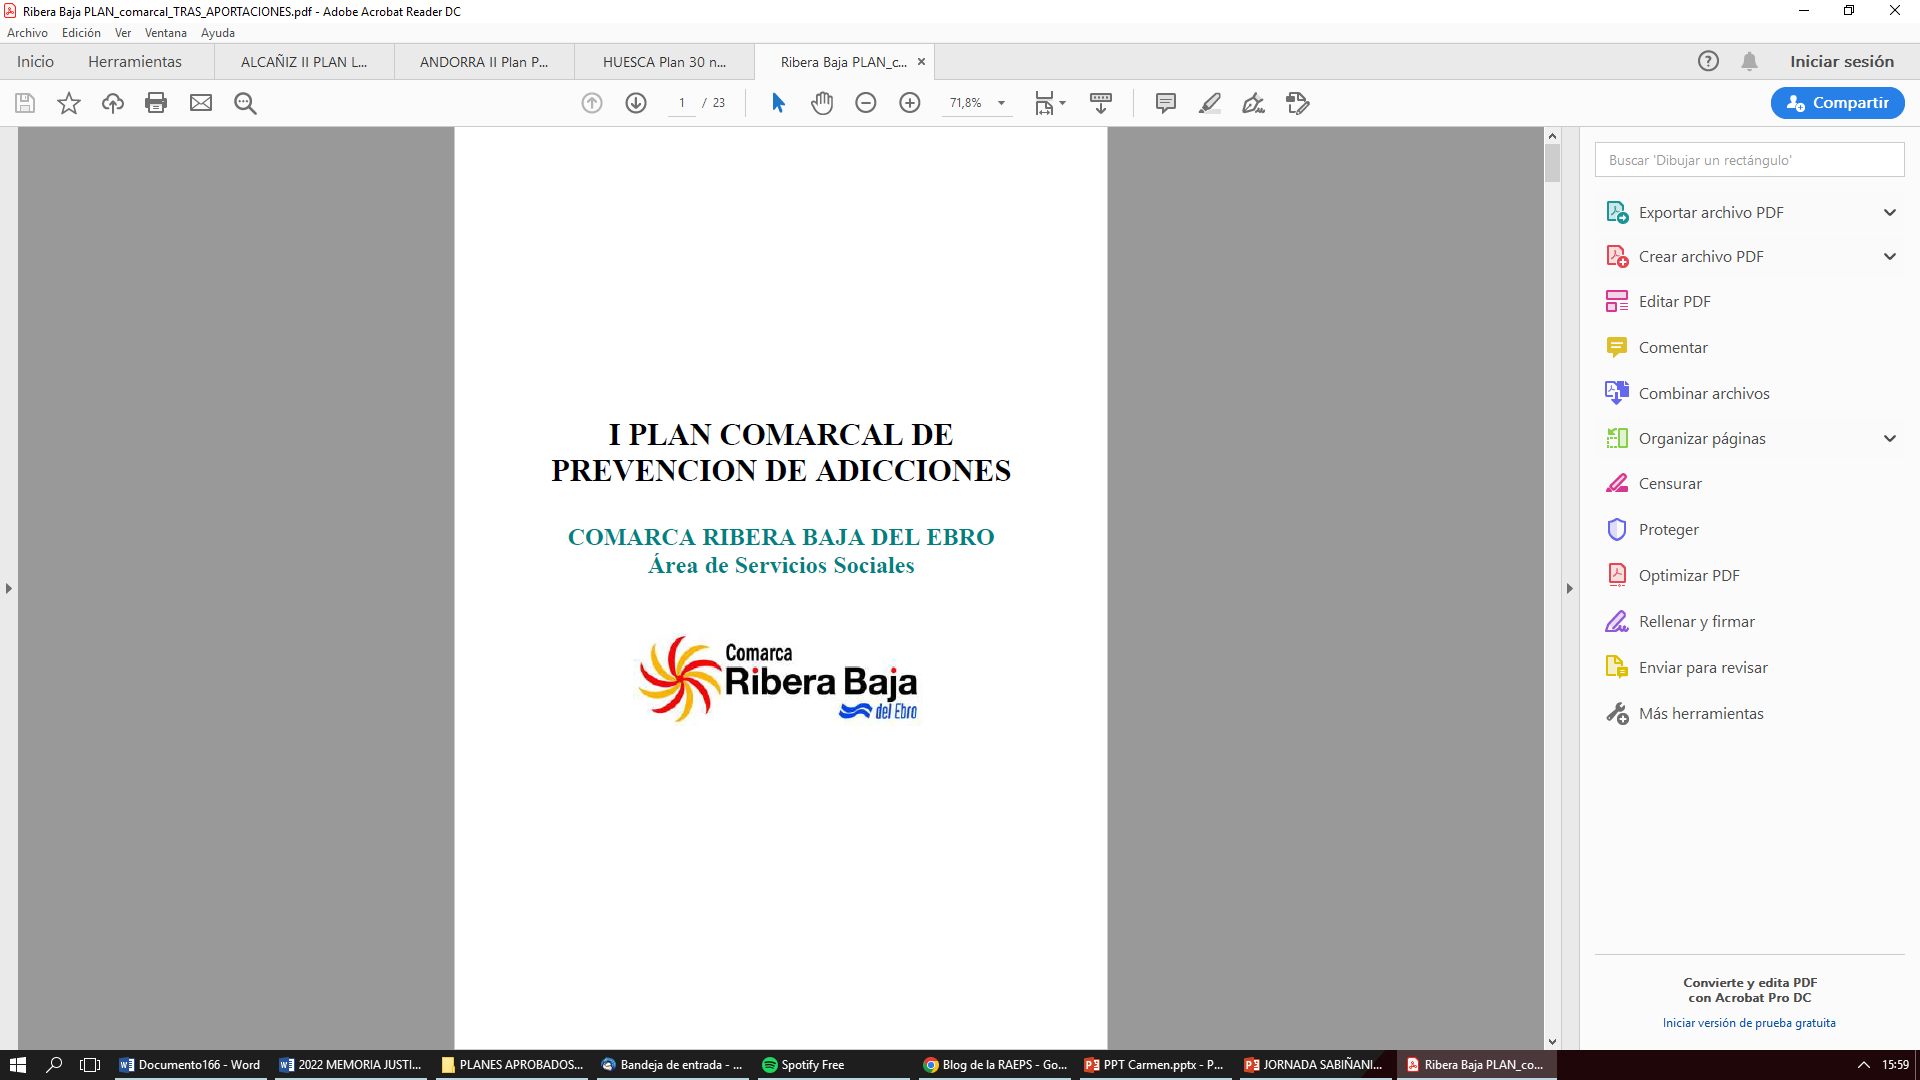 Ribera Baja PLAN_comarcal_TRAS_APORTACIONES.pdf - Adobe Acrobat Reader DC
Archivo Edición Ver Ventana Ayuda
Inicio Herramientas ALCAÑIZ II PLAN L... ANDORRA II Plan P... HUESCA Plan 30 n... Ribera Baja PLAN_c...
Iniciar sesión
1 / 23 71,8%
Compartir
I PLAN COMARCAL DE
PREVENCION DE ADICCIONES
COMARCA RIBERA BAJA DEL EBRO
Área de Servicios Sociales
Comarca
Ribera Baja
del Ebro
Buscar 'Dibujar un rectángulo'
Exportar archivo PDF
Crear archivo PDF
Editar PDF
Comentar
Combinar archivos
Organizar páginas
Censurar
Proteger
Optimizar PDF
Rellenar y firmar
Enviar para revisar
Más herramientas
Convierte y edita PDF
con Acrobat Pro DC
Iniciar versión de prueba gratuita
Documento166 - Word 2022 MEMORIA JUSTI... PLANES APROBADOS... Bandeja de entrada - ... Spotify Free Blog de la RAEPS - Go... PPT Carmen.pptx - P... JORNADA SABIÑANI... Ribera Baja PLAN_co... 15:59